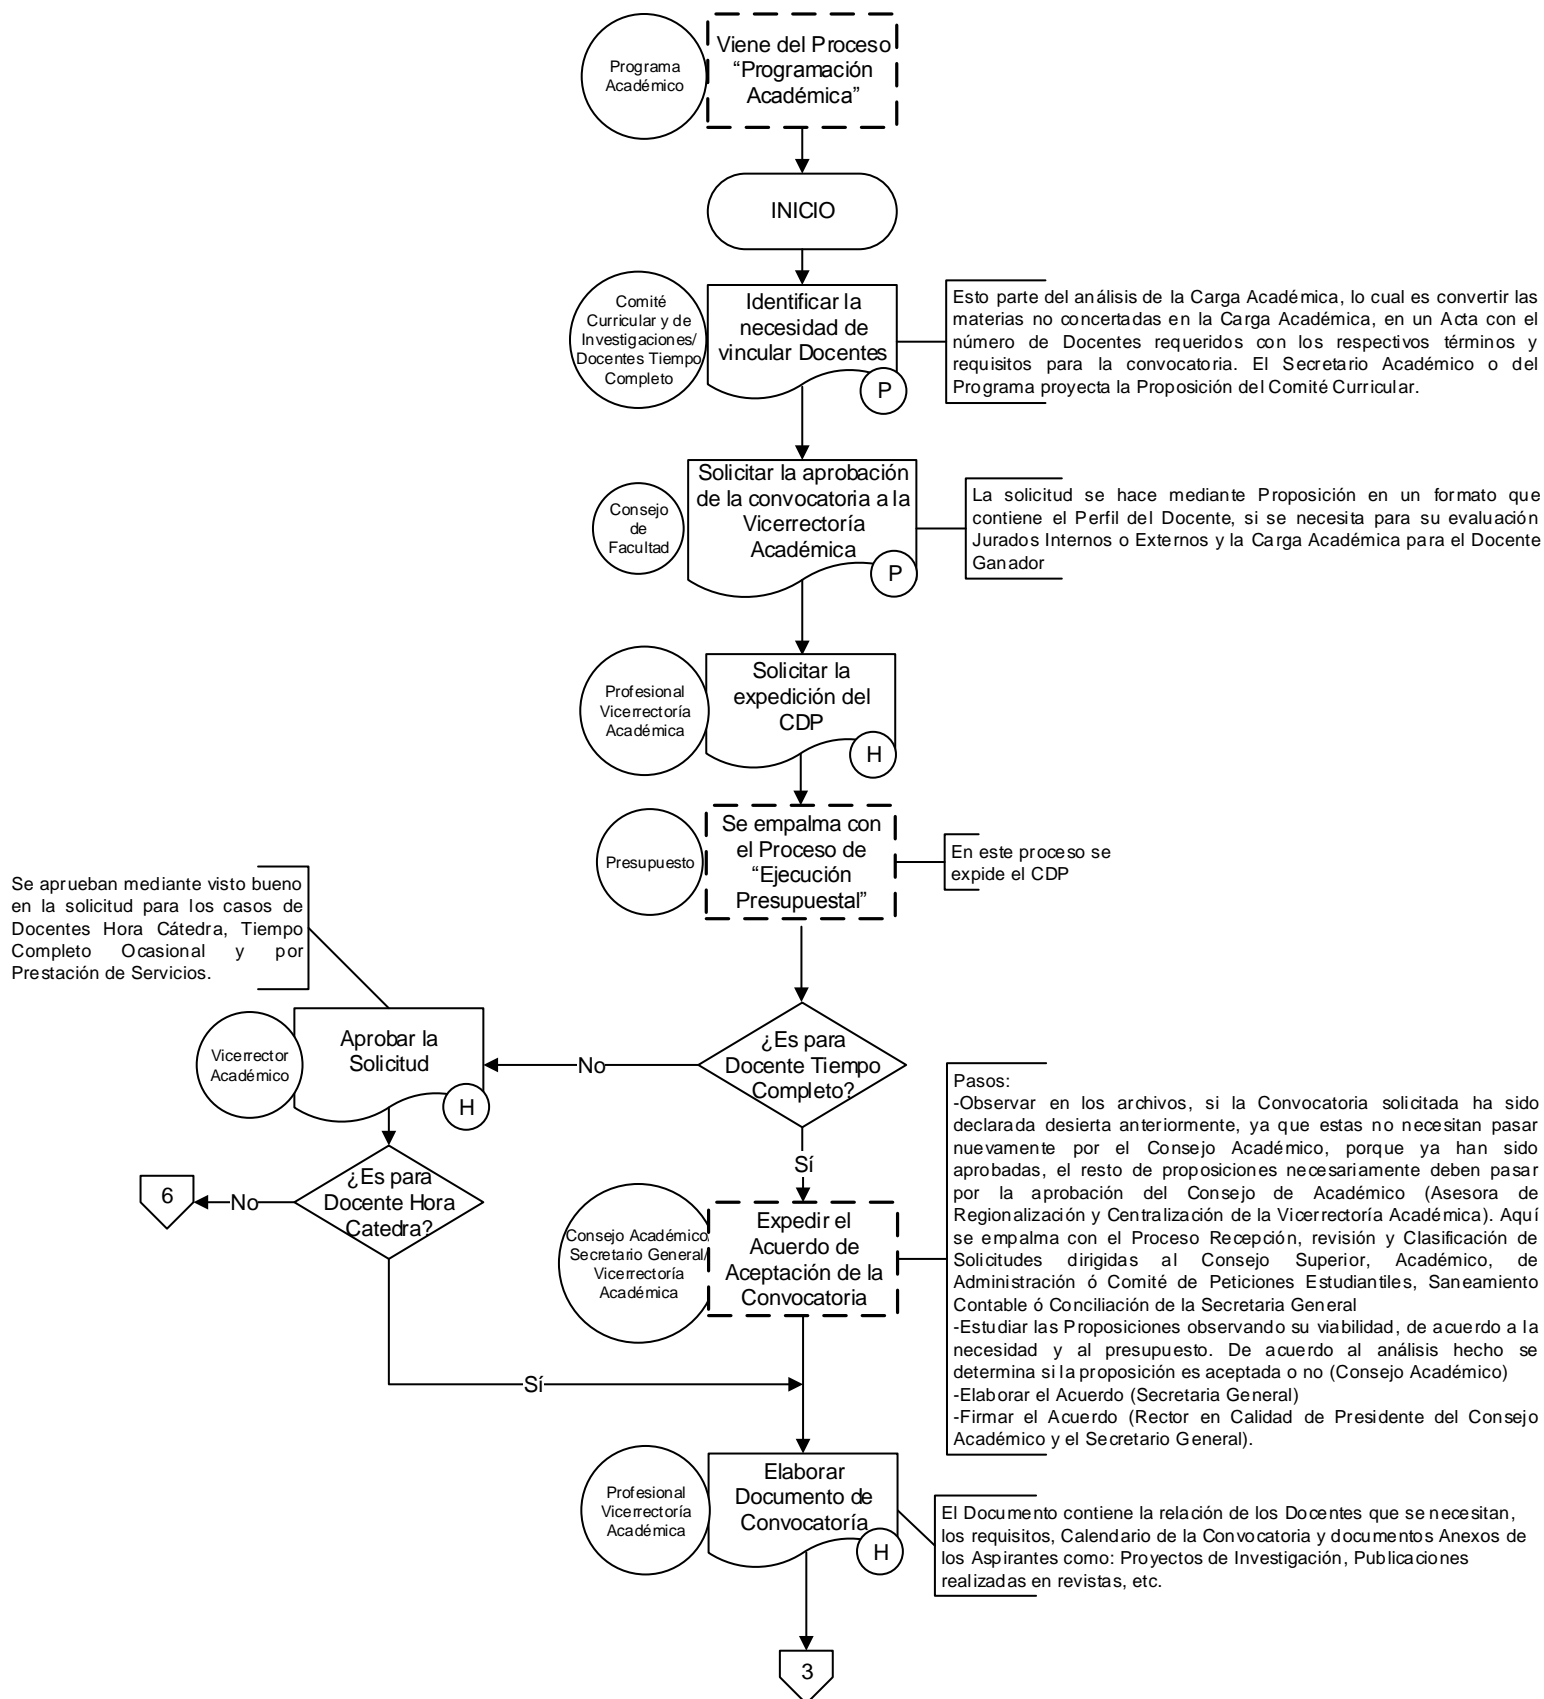 Programa
Académico
Viene del Proceso
“Programación
Académica”
INICIO
Comité
Curricular y de
Investigaciones/
Docentes Tiempo
Completo
Identificar la
necesidad de
vincular Docentes
P
Esto parte del análisis de la Carga Académica, lo cual es convertir las
materias no concertadas en la Carga Académica, en un Acta con el
número de Docentes requeridos con los respectivos términos y
requisitos para la convocatoria. El Secretario Académico o del
Programa proyecta la Proposición del Comité Curricular.
Consejo
de
Facultad
Solicitar la aprobación
de la convocatoria a la
Vicerrectoría
Académica
P
La solicitud se hace mediante Proposición en un formato que
contiene el Perfil del Docente, si se necesita para su evaluación
Jurados Internos o Externos y la Carga Académica para el Docente
Ganador
Profesional
Vicerrectoría
Académica
Solicitar la
expedición del
CDP
H
Presupuesto
Se empalma con
el Proceso de
“Ejecución
Presupuestal”
En este proceso se
expide el CDP
Se aprueban mediante visto bueno
en la solicitud para los casos de
Docentes Hora Cátedra, Tiempo
Completo Ocasional y por
Prestación de Servicios.
Vicerrector
Académico
Aprobar la
Solicitud
H
No
¿Es para
Docente Tiempo
Completo?
Sí
6
No
¿Es para
Docente Hora
Catedra?
Sí
Consejo Académico/
Secretario General/
Vicerrectoría
Académica
Expedir el
Acuerdo de
Aceptación de la
Convocatoria
Pasos:
-Observar en los archivos, si la Convocatoria solicitada ha sido
declarada desierta anteriormente, ya que estas no necesitan pasar
nuevamente por el Consejo Académico, porque ya han sido
aprobadas, el resto de proposiciones necesariamente deben pasar
por la aprobación del Consejo de Académico (Asesora de
Regionalización y Centralización de la Vicerrectoría Académica). Aquí
se empalma con el Proceso Recepción, revisión y Clasificación de
Solicitudes dirigidas al Consejo Superior, Académico, de
Administración ó Comité de Peticiones Estudiantiles, Saneamiento
Contable ó Conciliación de la Secretaria General
-Estudiar las Proposiciones observando su viabilidad, de acuerdo a la
necesidad y al presupuesto. De acuerdo al análisis hecho se
determina si la proposición es aceptada o no (Consejo Académico)
-Elaborar el Acuerdo (Secretaria General)
-Firmar el Acuerdo (Rector en Calidad de Presidente del Consejo
Académico y el Secretario General).
Profesional
Vicerrectoría
Académica
Elaborar
Documento de
Convocatoría
H
El Documento contiene la relación de los Docentes que se necesitan,
los requisitos, Calendario de la Convocatoria y documentos Anexos de
los Aspirantes como: Proyectos de Investigación, Publicaciones
realizadas en revistas, etc.
3